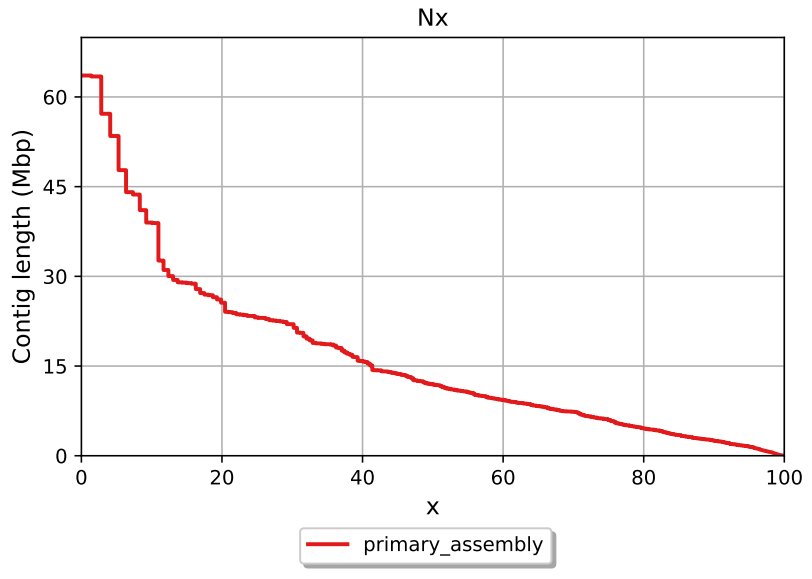 Nx
Contig length (Mbp)
60
45
30
15
0
0 20 40 60 80 100
x
primary_assembly